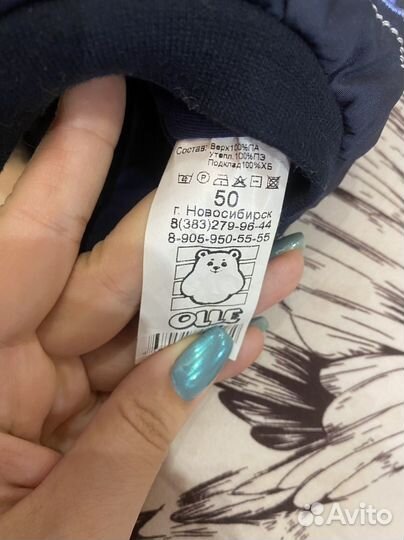 Состав: Верх100%ПА
Утепл.100%ПЭ
Подклад100%ХБ
50
г. Новосибирск
8(383)279-96-44
8-905-950-55-55
OLLE
Avito